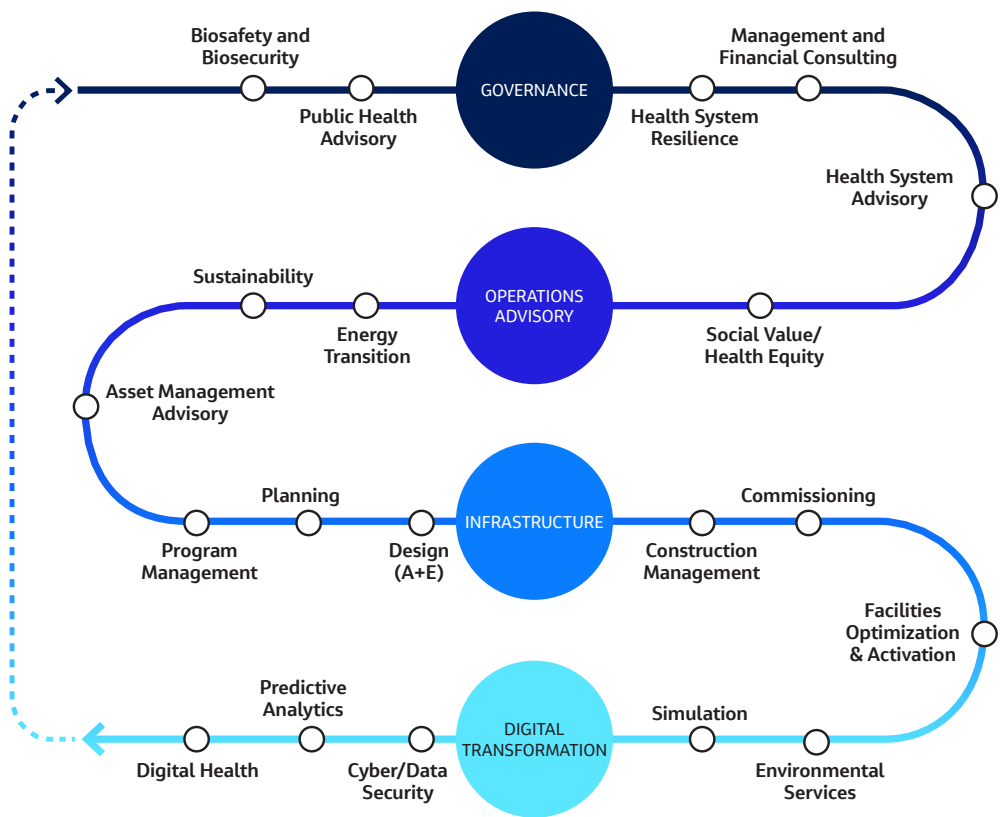 Biosafety and
Biosecurity
Public Health
Advisory
GOVERNANCE
Health System
Resilience
Management and
Financial Consulting
Health System
Advisory
Social Value/
Health Equity
OPERATIONS
ADVISORY
Energy
Transition
Sustainability
Asset Management
Advisory
Program
Management
Planning
Design
(A+E)
INFRASTRUCTURE
Construction
Management
Commissioning
Facilities
Optimization
& Activation
Environmental
Services
Simulation
DIGITAL
TRANSFORMATION
Cyber/Data
Security
Predictive
Analytics
Digital Health